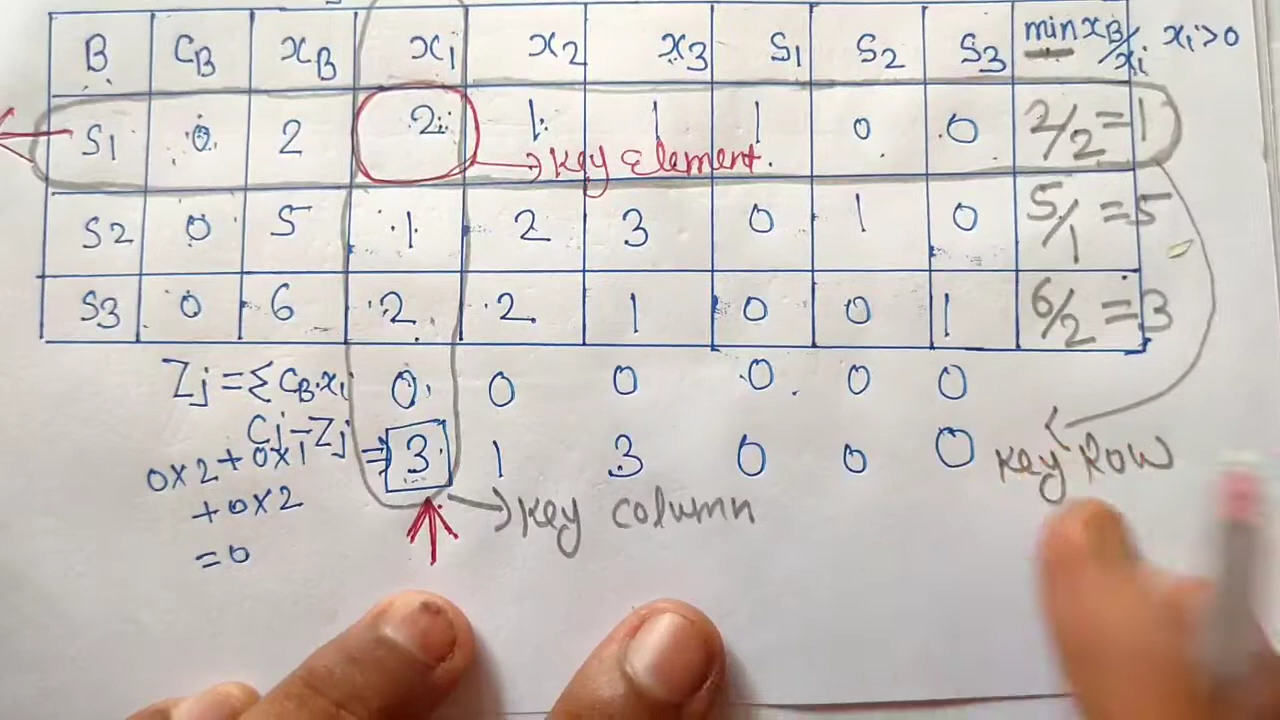 B CB xB x1 x2 x3 S1 S2 S3 min xB/xi xi>0
S1 0 2 2 1 1 1 0 0 2/2=1
→Key Element.
S2 0 5 1 2 3 0 1 0 5/1=5
S3 0 6 2 2 1 0 0 1 6/2=3
Zj=ΣCB.xi 0 0 0 0 0 0
Cj-Zj ⇒ 3 1 3 0 0 0
Key Row
0x2+0x1
+0x2
=0
→Key column